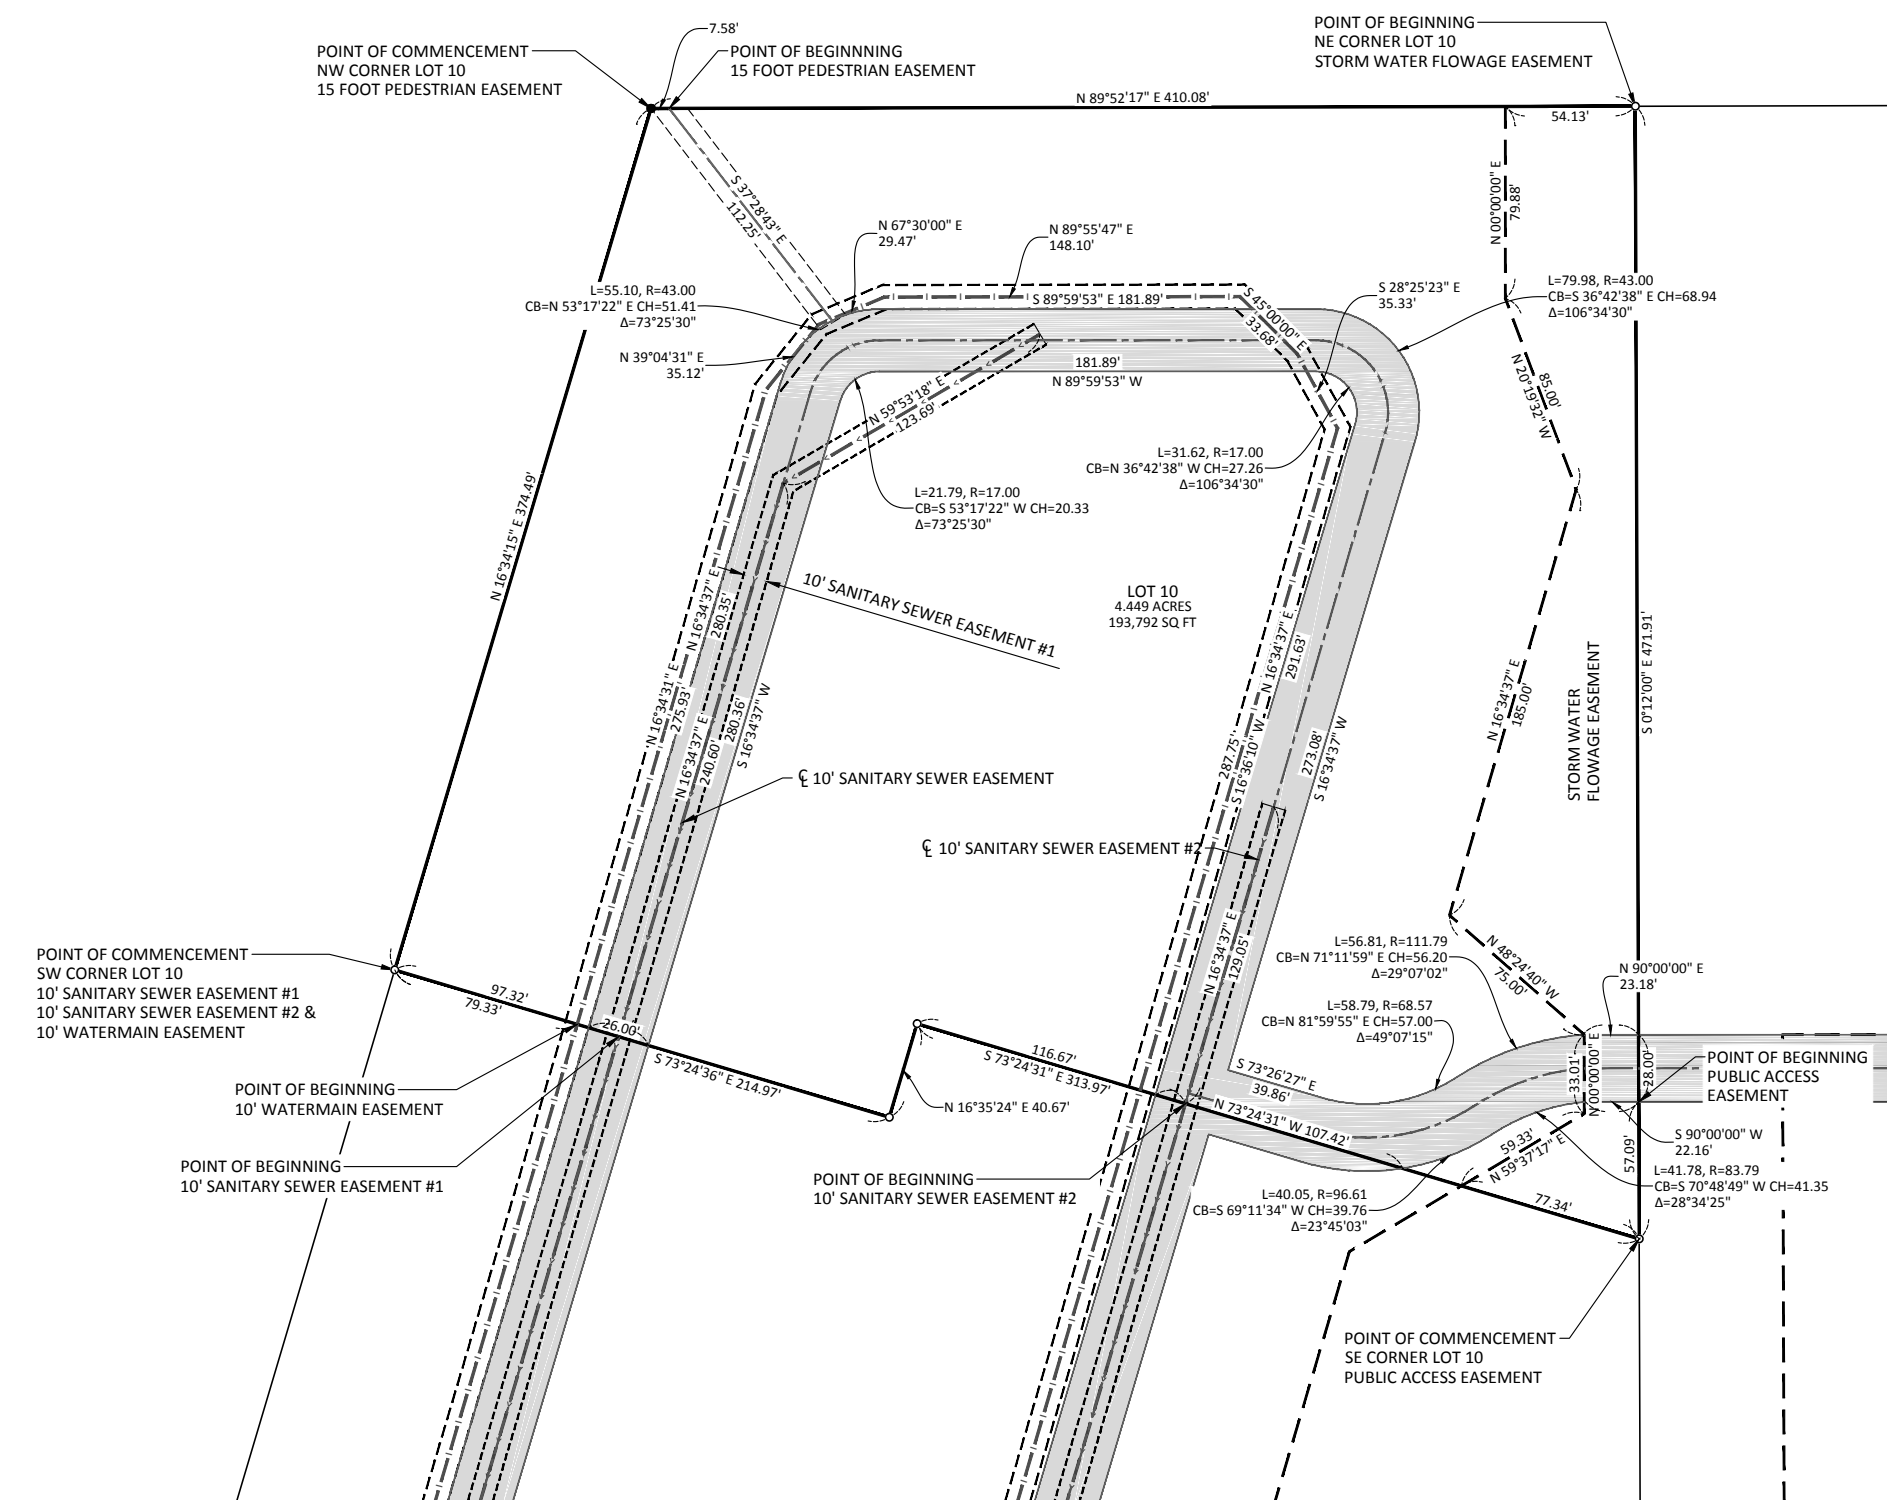 7.58'
POINT OF COMMENCEMENT
NW CORNER LOT 10
15 FOOT PEDESTRIAN EASEMENT
POINT OF BEGINNNING
15 FOOT PEDESTRIAN EASEMENT
POINT OF BEGINNING
NE CORNER LOT 10
STORM WATER FLOWAGE EASEMENT
N 89°52'17" E 410.08'
54.13'
N 00°00'00" E
79.88'
S 37°28'43" E
112.25'
N 67°30'00" E
29.47'
N 89°55'47" E
148.10'
L=55.10, R=43.00
CB=N 53°17'22" E CH=51.41
Δ=73°25'30"
S 89°59'53" E 181.89'
S 45°00'00" E
33.68'
S 28°25'23" E
35.33'
L=79.98, R=43.00
CB=S 36°42'38" E CH=68.94
Δ=106°34'30"
N 39°04'31" E
35.12'
181.89'
N 89°59'53" W
N 59°53'18" E
123.69'
85.00'
N 20°19'32" W
L=31.62, R=17.00
CB=N 36°42'38" W CH=27.26
Δ=106°34'30"
L=21.79, R=17.00
CB=S 53°17'22" W CH=20.33
Δ=73°25'30"
N 16°34'15" E 374.49'
10' SANITARY SEWER EASEMENT #1
LOT 10
4.449 ACRES
193,792 SQ FT
N 16°34'37" E
280.35'
N 16°34'31" E
275.93'
N 16°34'37" E
240.60'
280.36'
S 16°34'37" W
N 16°34'37" E
291.63'
287.75'
S 16°36'10" W
273.08'
S 16°34'37" W
N 16°34'37" E
185.00'
STORM WATER
FLOWAGE EASEMENT
S 0°12'00" E 471.91'
℄ 10' SANITARY SEWER EASEMENT
℄ 10' SANITARY SEWER EASEMENT #2
N 16°34'37" E
129.05'
POINT OF COMMENCEMENT
SW CORNER LOT 10
10' SANITARY SEWER EASEMENT #1
10' SANITARY SEWER EASEMENT #2 &
10' WATERMAIN EASEMENT
97.32'
79.33'
26.00'
S 73°24'36" E 214.97'
116.67'
S 73°24'31" E 313.97'
N 16°35'24" E 40.67'
L=56.81, R=111.79
CB=N 71°11'59" E CH=56.20
Δ=29°07'02"
N 48°24'40" W
75.00'
N 90°00'00" E
23.18'
L=58.79, R=68.57
CB=N 81°59'55" E CH=57.00
Δ=49°07'15"
S 73°26'27" E
39.86'
N 73°24'31" W 107.42'
33.01'
N 00°00'00" E
28.00'
POINT OF BEGINNING
PUBLIC ACCESS
EASEMENT
POINT OF BEGINNING
10' WATERMAIN EASEMENT
POINT OF BEGINNING
10' SANITARY SEWER EASEMENT #1
POINT OF BEGINNING
10' SANITARY SEWER EASEMENT #2
59.33'
N 59°37'17" E
57.09'
S 90°00'00" W
22.16'
L=41.78, R=83.79
CB=S 70°48'49" W CH=41.35
Δ=28°34'25"
L=40.05, R=96.61
CB=S 69°11'34" W CH=39.76
Δ=23°45'03"
77.34'
POINT OF COMMENCEMENT
SE CORNER LOT 10
PUBLIC ACCESS EASEMENT